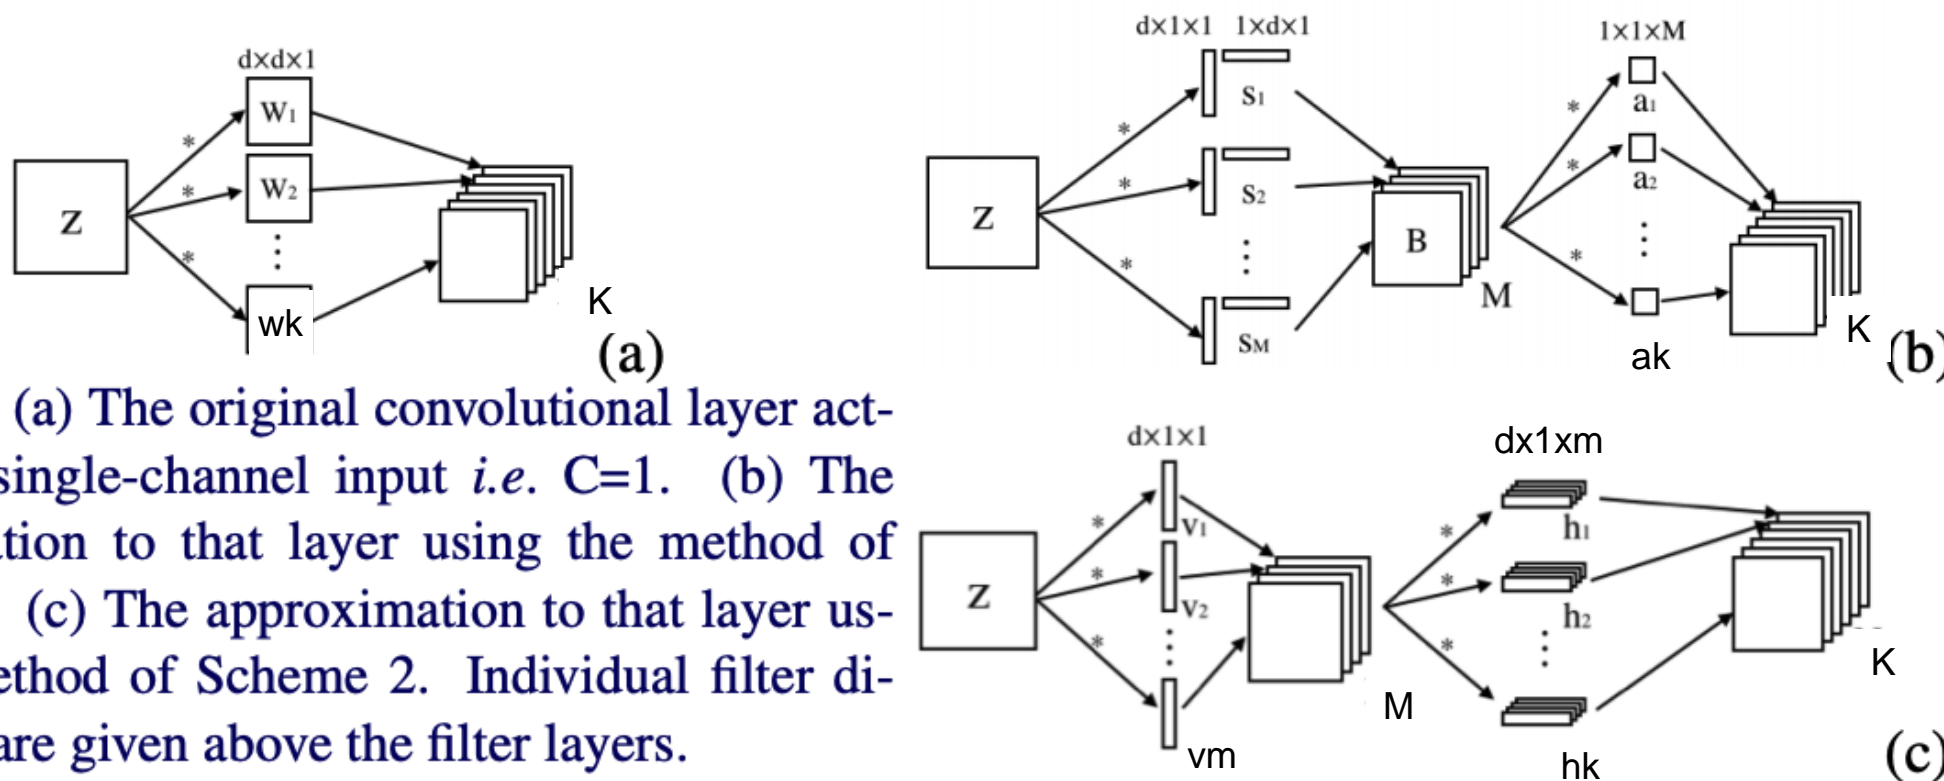 d×d×1
W1
*
Z
*
W2
*
wk
K
(a)
(a) The original convolutional layer act-
single-channel input i.e. C=1. (b) The
ation to that layer using the method of
(c) The approximation to that layer us-
ethod of Scheme 2. Individual filter di-
are given above the filter layers.
d×1×1 1×d×1
S1
*
Z
*
S2
*
SM
B
M
1×1×M
*
a1
*
a2
*
ak
K
(b)
d×1×1
*
V1
Z
*
V2
*
vm
M
dx1xm
*
h1
*
h2
*
hk
K
(c)